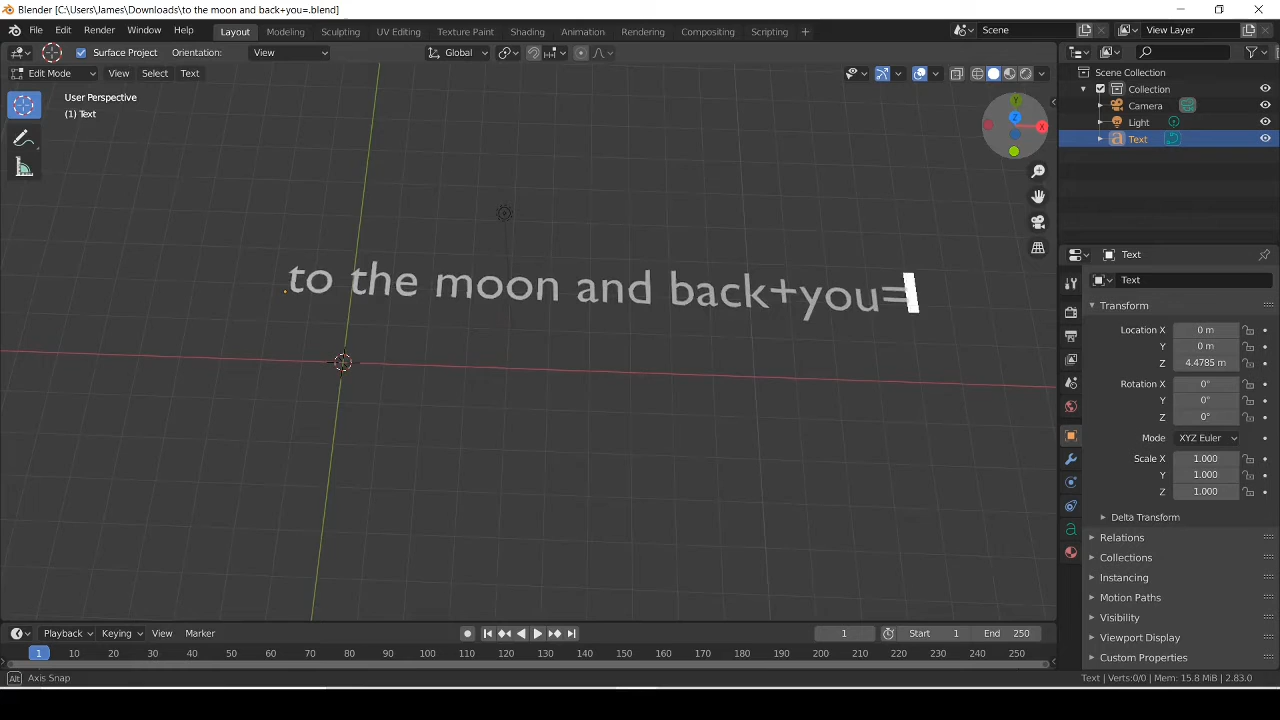 Blender [C:\Users\James\Downloads\to the moon and back+you=.blend]
File Edit Render Window Help Layout Modeling Sculpting UV Editing Texture Paint Shading Animation Rendering Compositing Scripting + Scene View Layer
Surface Project Orientation: View Global
Edit Mode View Select Text
User Perspective
(1) Text
to the moon and back+you=
Y
Z
X
Scene Collection
Collection
Camera
Light
Text
Text
Text
Transform
Location X 0 m
Y 0 m
Z 4.4785 m
Rotation X 0°
Y 0°
Z 0°
Mode XYZ Euler
Scale X 1.000
Y 1.000
Z 1.000
Delta Transform
Relations
Collections
Instancing
Motion Paths
Visibility
Viewport Display
Custom Properties
Playback Keying View Marker 1 Start 1 End 250
1 10 20 30 40 50 60 70 80 90 100 110 120 130 140 150 160 170 180 190 200 210 220 230 240 250
Alt Axis Snap Text | Verts:0/0 | Mem: 15.8 MiB | 2.83.0